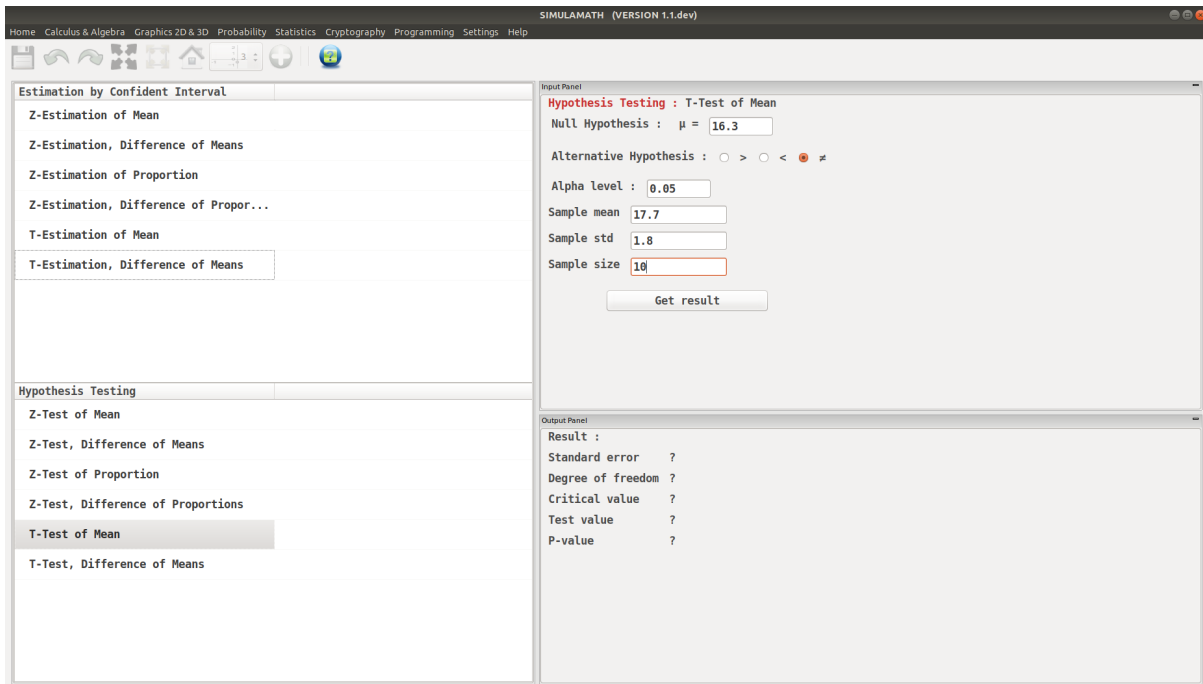 SIMULAMATH (VERSION 1.1.dev)
Home Calculus & Algebra Graphics 2D & 3D Probability Statistics Cryptography Programming Settings Help
3
Estimation by Confident Interval
Z-Estimation of Mean
Z-Estimation, Difference of Means
Z-Estimation of Proportion
Z-Estimation, Difference of Propor...
T-Estimation of Mean
T-Estimation, Difference of Means
Hypothesis Testing
Z-Test of Mean
Z-Test, Difference of Means
Z-Test of Proportion
Z-Test, Difference of Proportions
T-Test of Mean
T-Test, Difference of Means
Input Panel
Hypothesis Testing : T-Test of Mean
Null Hypothesis : μ = 16.3
Alternative Hypothesis : > < ≠
Alpha level : 0.05
Sample mean 17.7
Sample std 1.8
Sample size 10
Get result
Output Panel
Result :
Standard error ?
Degree of freedom ?
Critical value ?
Test value ?
P-value ?